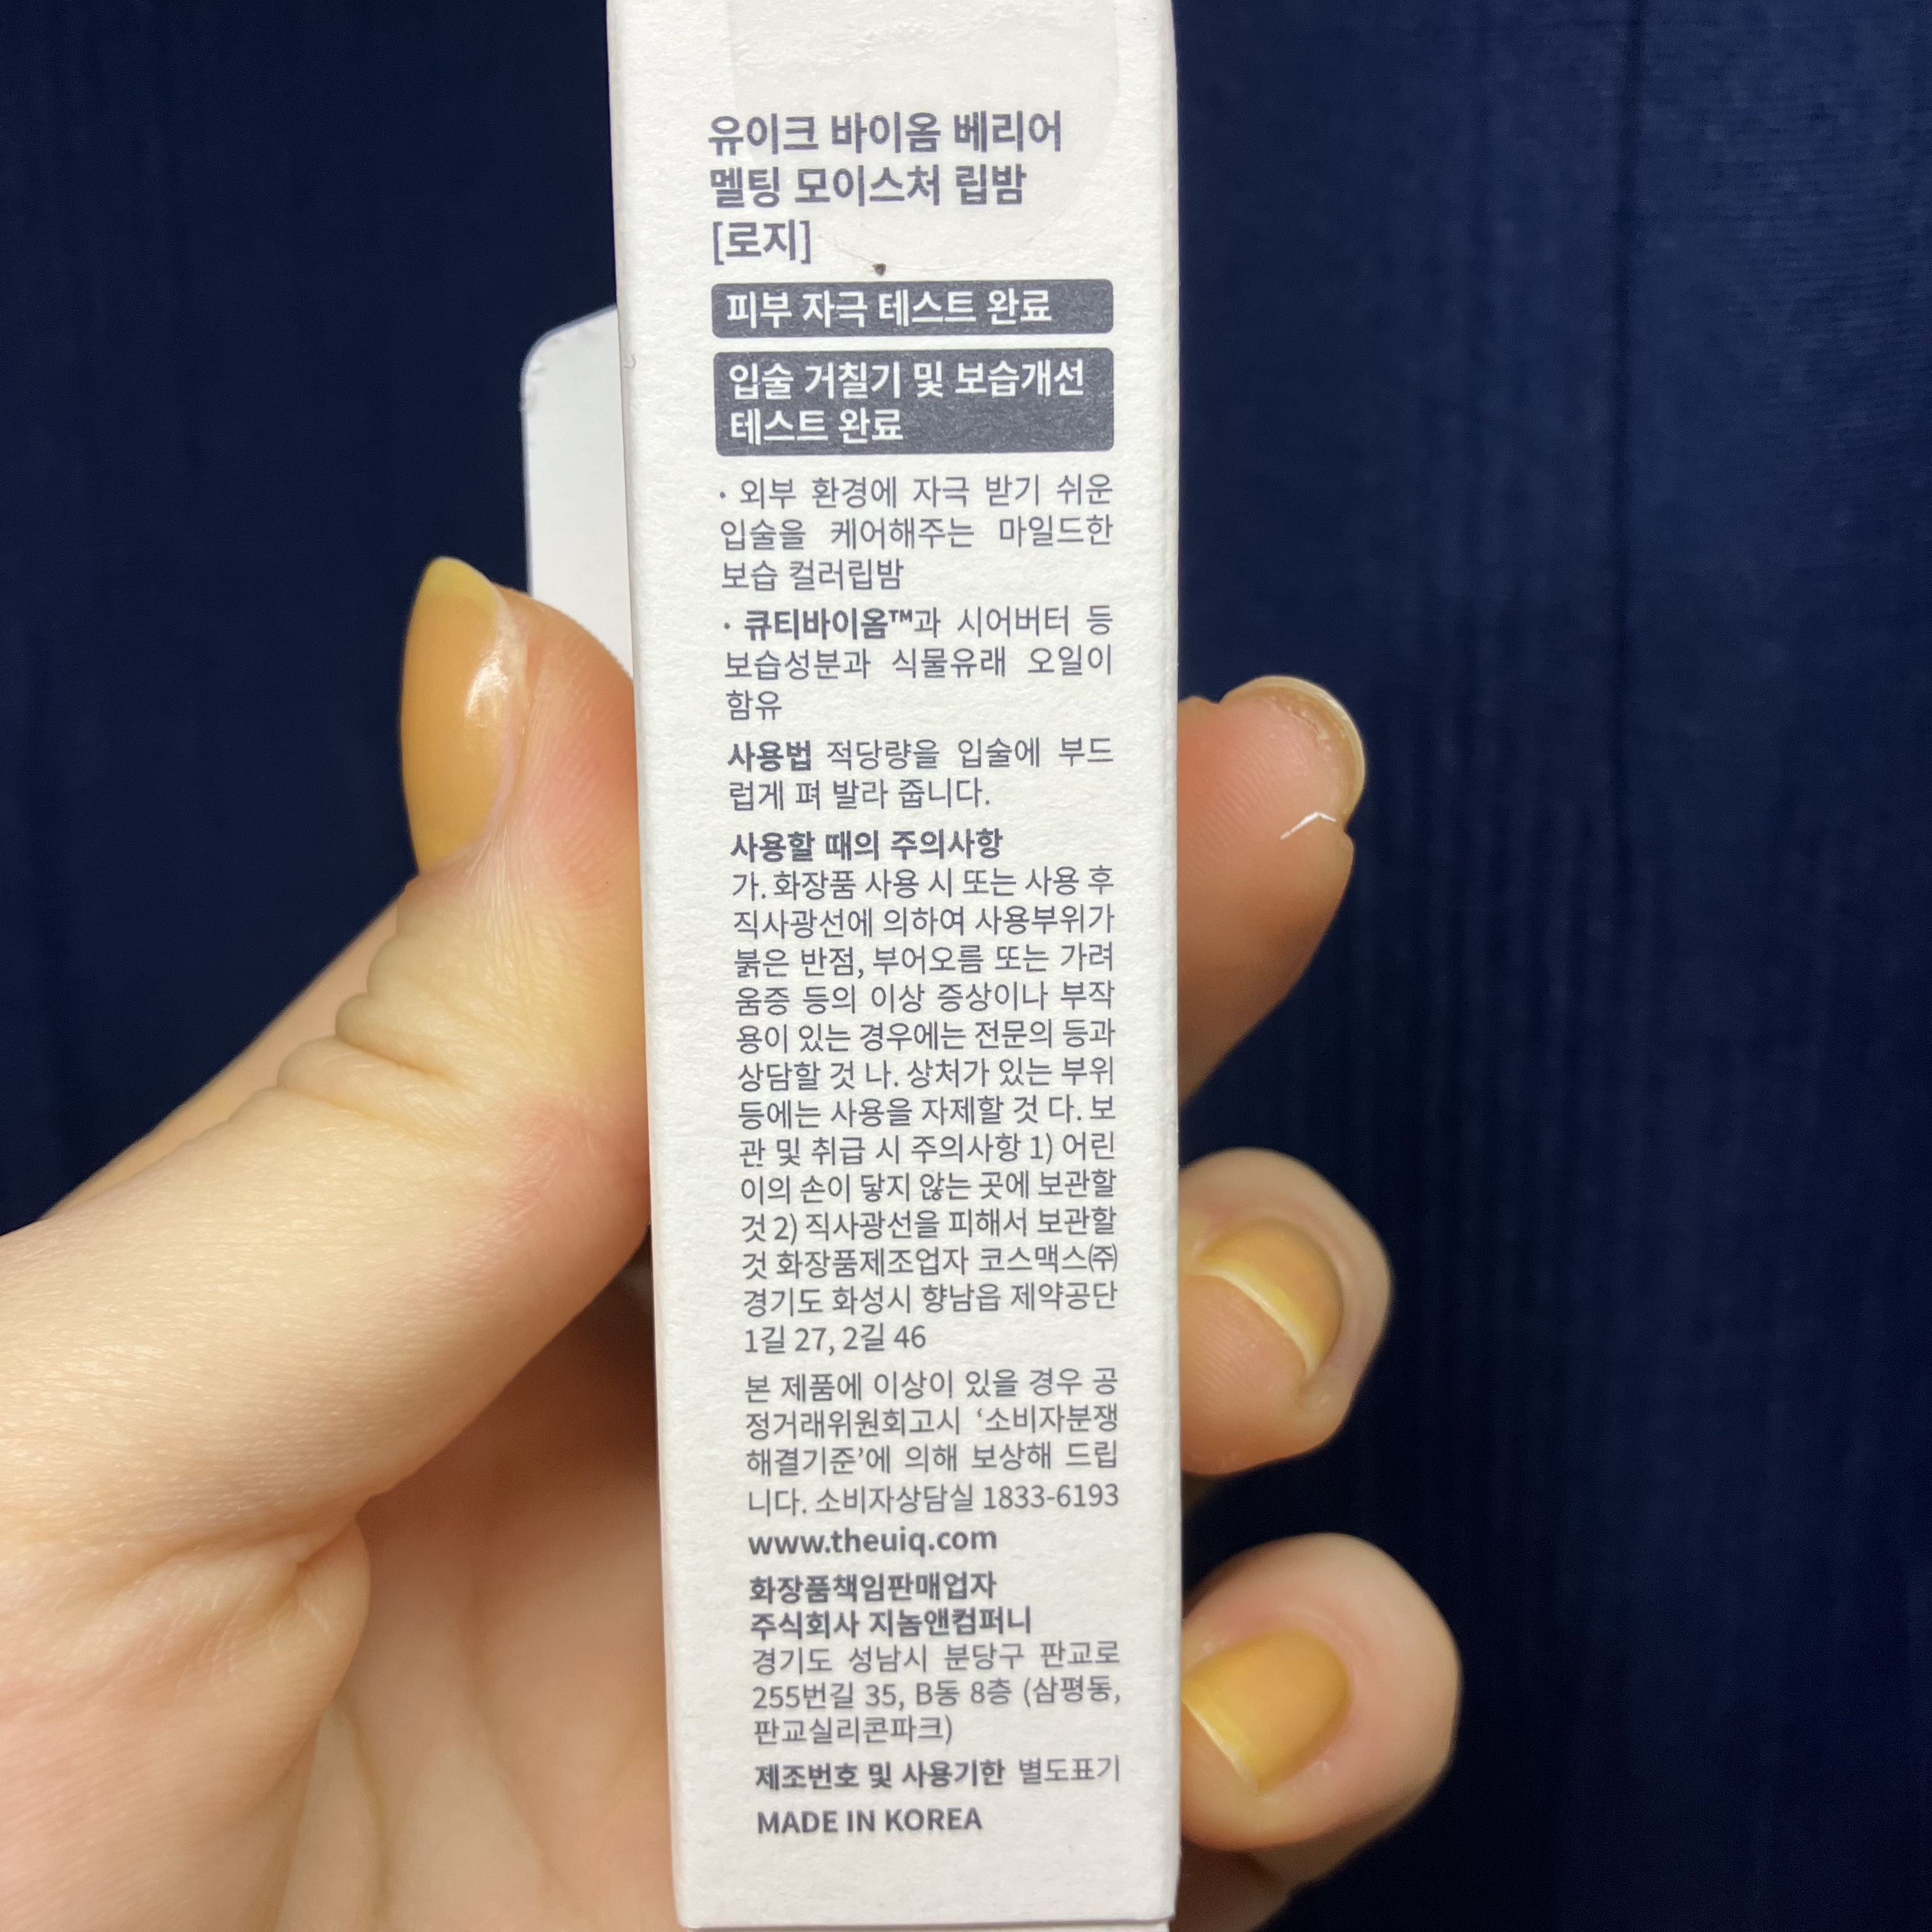 유이크 바이옴 베리어
멜팅 모이스처 립밤
[로지]
피부 자극 테스트 완료
입술 거칠기 및 보습개선
테스트 완료
· 외부 환경에 자극 받기 쉬운
입술을 케어해주는 마일드한
보습 컬러립밤
· 큐티바이옴™과 시어버터 등
보습성분과 식물유래 오일이
함유
사용법 적당량을 입술에 부드
럽게 펴 발라 줍니다.
사용할 때의 주의사항
가. 화장품 사용 시 또는 사용 후
직사광선에 의하여 사용부위가
붉은 반점, 부어오름 또는 가려
움증 등의 이상 증상이나 부작
용이 있는 경우에는 전문의 등과
상담할 것 나. 상처가 있는 부위
등에는 사용을 자제할 것 다. 보
관 및 취급 시 주의사항 1) 어린
이의 손이 닿지 않는 곳에 보관할
것 2) 직사광선을 피해서 보관할
것 화장품제조업자 코스맥스㈜
경기도 화성시 향남읍 제약공단
1길 27, 2길 46
본 제품에 이상이 있을 경우 공
정거래위원회고시 ‘소비자분쟁
해결기준’에 의해 보상해 드립
니다. 소비자상담실 1833-6193
www.theuiq.com
화장품책임판매업자
주식회사 지놈앤컴퍼니
경기도 성남시 분당구 판교로
255번길 35, B동 8층 (삼평동,
판교실리콘파크)
제조번호 및 사용기한 별도표기
MADE IN KOREA